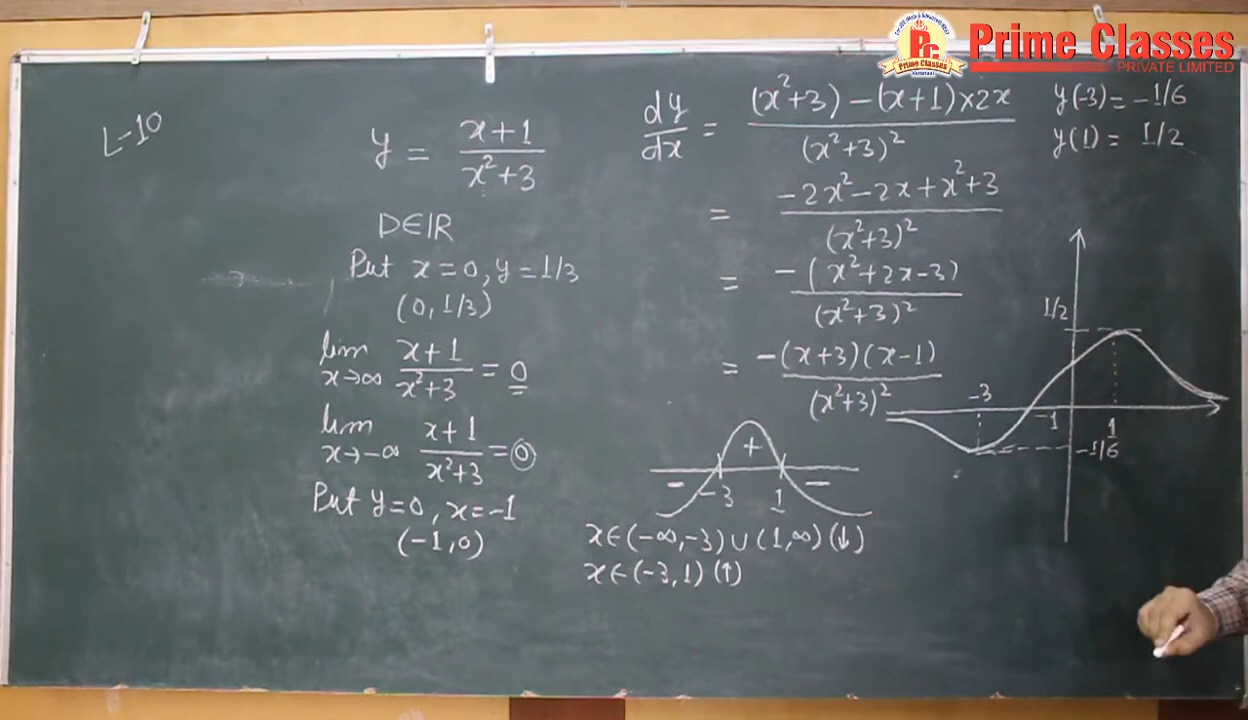 Prime Classes
PRIVATE LIMITED
Prime Classes
L-10
y = (x+1)/(x²+3)
D∈ℝ
Put x=0, y=1/3
(0, 1/3)
lim x→∞ (x+1)/(x²+3) = 0
lim x→-∞ (x+1)/(x²+3) = 0
Put y=0, x=-1
(-1, 0)
dy/dx = ((x²+3) - (x+1)×2x)/(x²+3)²
= (-2x²-2x+x²+3)/(x²+3)²
= -(x²+2x-3)/(x²+3)²
= -(x+3)(x-1)/(x²+3)²
+
- -3 1 -
x∈(-∞,-3)∪(1,∞)(↓)
x∈(-3,1)(↑)
y(-3) = -1/6
y(1) = 1/2
1/2
-3
-1 1
-1/6